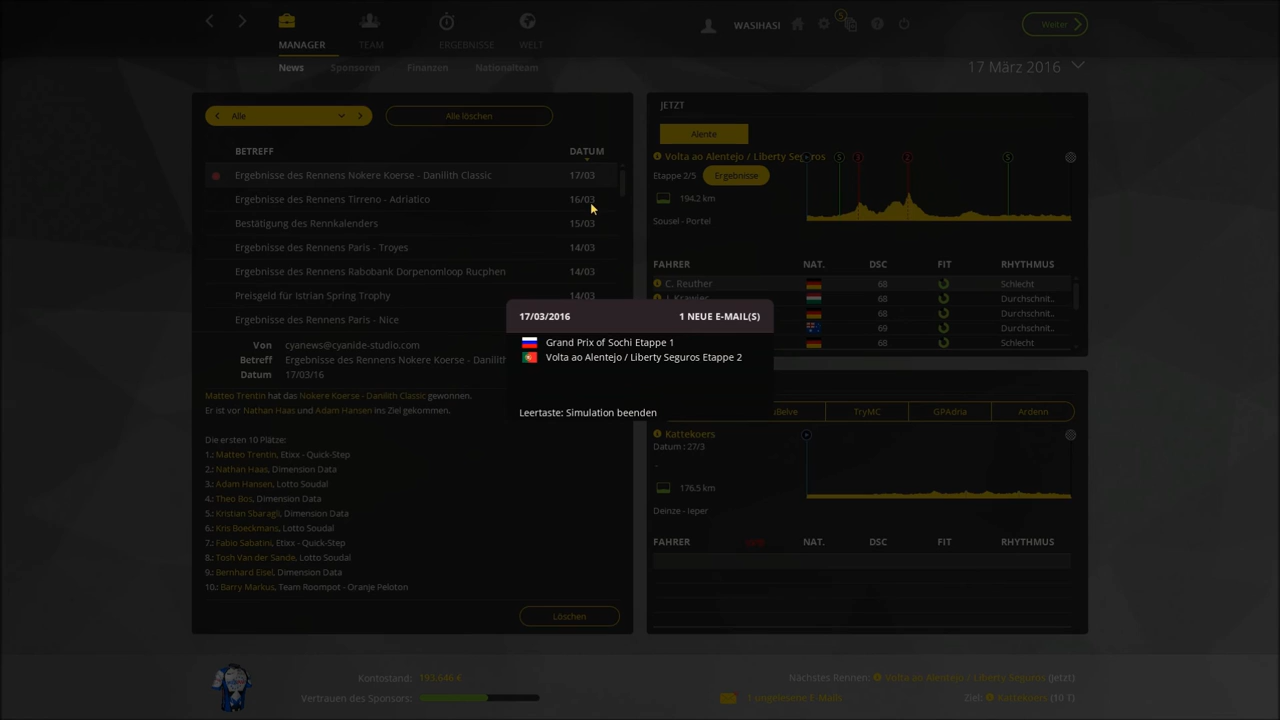 MANAGER
TEAM
ERGEBNISSE
WELT
WASIHASI
5
Weiter
News
Sponsoren
Finanzen
Nationalteam
17 März 2016
Alle
Alle löschen
BETREFF
DATUM
Ergebnisse des Rennens Nokere Koerse - Danilith Classic 17/03
Ergebnisse des Rennens Tirreno - Adriatico 16/03
Bestätigung des Rennkalenders 15/03
Ergebnisse des Rennens Paris - Troyes 14/03
Ergebnisse des Rennens Rabobank Dorpenomloop Rucphen 14/03
Preisgeld für Istrian Spring Trophy 14/03
Ergebnisse des Rennens Paris - Nice
Von cyanews@cyanide-studio.com
Betreff Ergebnisse des Rennens Nokere Koerse - Danilith
Datum 17/03/16
Matteo Trentin hat das Nokere Koerse - Danilith Classic gewonnen.
Er ist vor Nathan Haas und Adam Hansen ins Ziel gekommen.
Die ersten 10 Plätze:
1.: Matteo Trentin, Etixx - Quick-Step
2.: Nathan Haas, Dimension Data
3.: Adam Hansen, Lotto Soudal
4.: Theo Bos, Dimension Data
5.: Kristian Sbaragli, Dimension Data
6.: Kris Boeckmans, Lotto Soudal
7.: Fabio Sabatini, Etixx - Quick-Step
8.: Tosh Van der Sande, Lotto Soudal
9.: Bernhard Eisel, Dimension Data
10.: Barry Markus, Team Roompot - Oranje Peloton
Löschen
JETZT
Alente
Volta ao Alentejo / Liberty Seguros
Etappe 2/5
Ergebnisse
194.2 km
Sousel - Portel
S 3 2 S
FAHRER NAT. DSC FIT RHYTHMUS
C. Reuther 68 Schlecht
J. Krawiec 68 Durchschnit..
68 Durchschnit..
69 Durchschnit..
68 Schlecht
17/03/2016 1 NEUE E-MAIL(S)
Grand Prix of Sochi Etappe 1
Volta ao Alentejo / Liberty Seguros Etappe 2
Leertaste: Simulation beenden
uBelve
TryMC
GPAdria
Ardenn
Kattekoers
Datum : 27/3
-
176.5 km
Deinze - Ieper
FAHRER NAT. DSC FIT RHYTHMUS
Kontostand: 193.646 €
Vertrauen des Sponsors:
Nächstes Rennen: Volta ao Alentejo / Liberty Seguros (Jetzt)
1 ungelesene E-Mails
Ziel: Kattekoers (10 T)